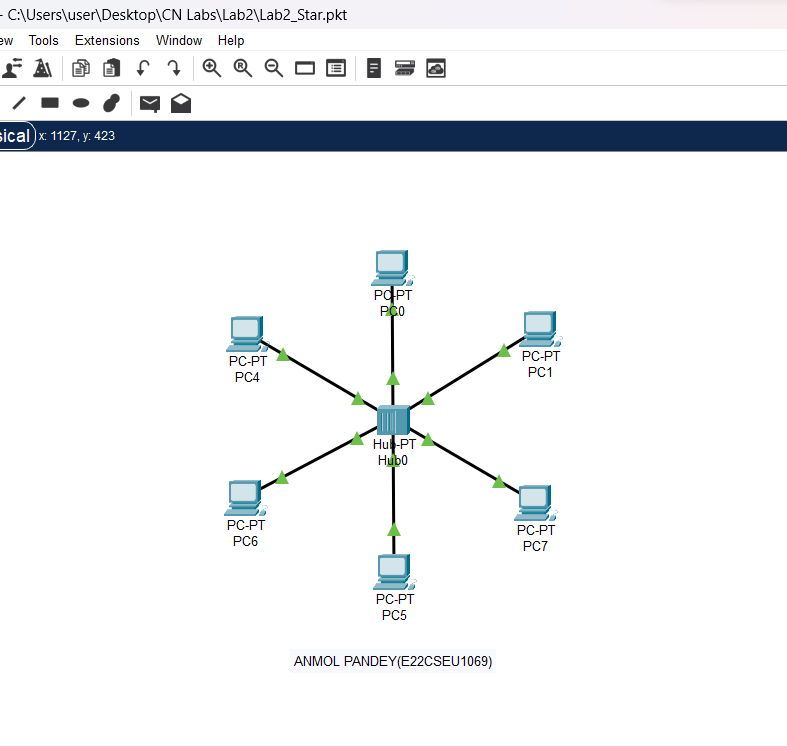 - C:\Users\user\Desktop\CN Labs\Lab2\Lab2_Star.pkt
ew Tools Extensions Window Help
R
sical x: 1127, y: 423
PC-PT
PC0
PC-PT
PC4
PC-PT
PC1
Hub-PT
Hub0
PC-PT
PC6
PC-PT
PC7
PC-PT
PC5
ANMOL PANDEY(E22CSEU1069)